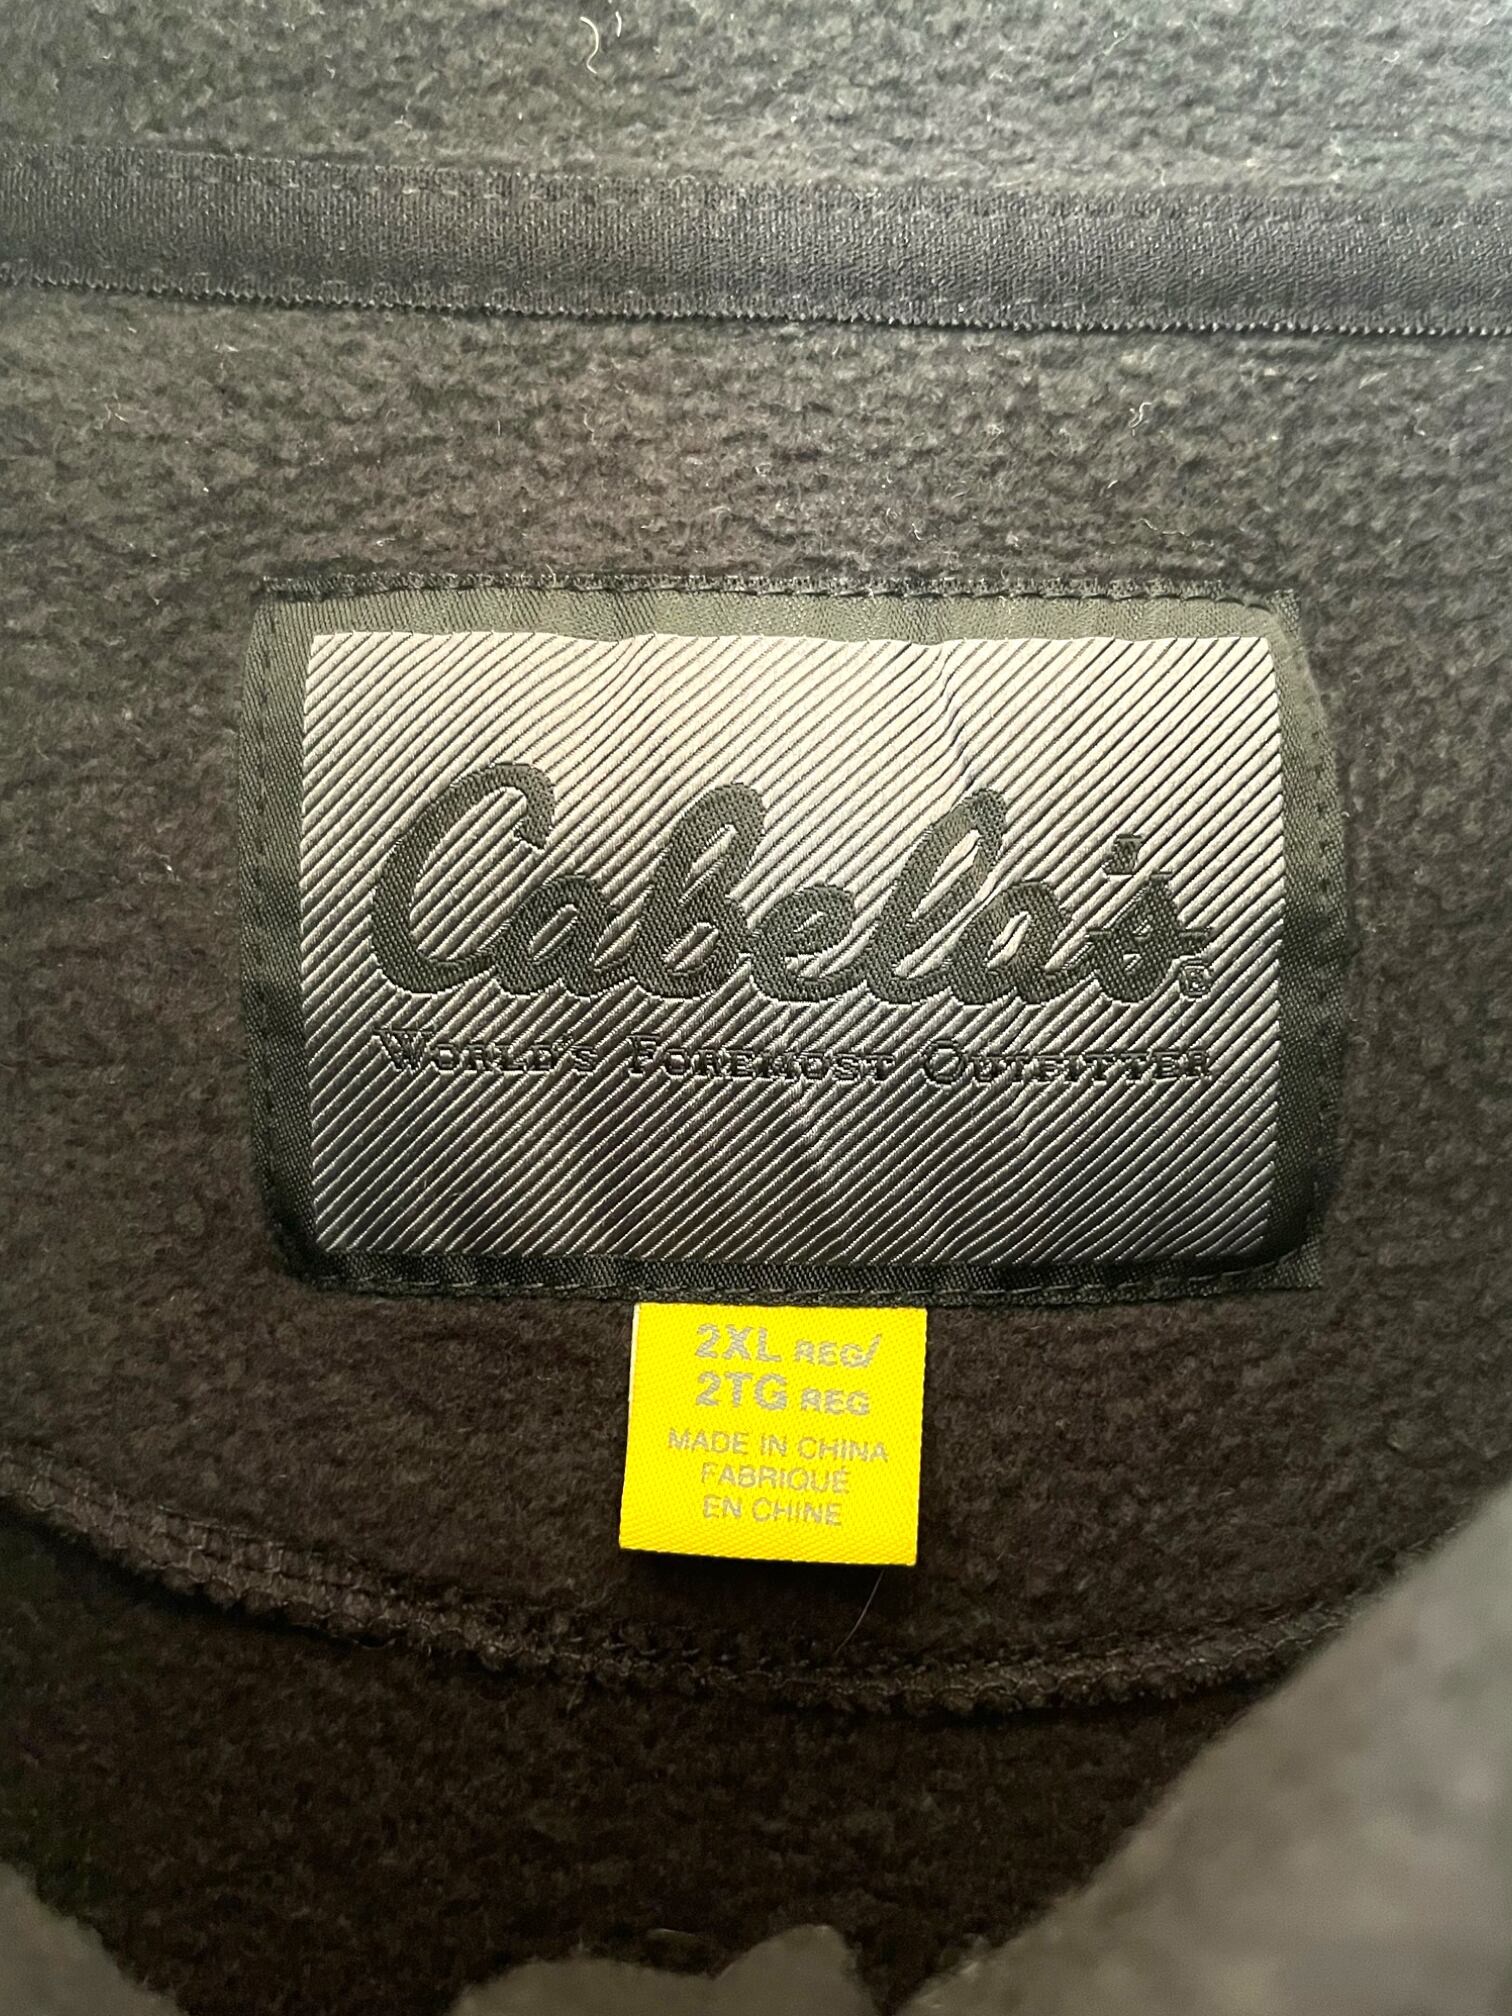 Cabela's®
World's Foremost Outfitter
2XL REG/
2TG REG
MADE IN CHINA
FABRIQUÉ
EN CHINE